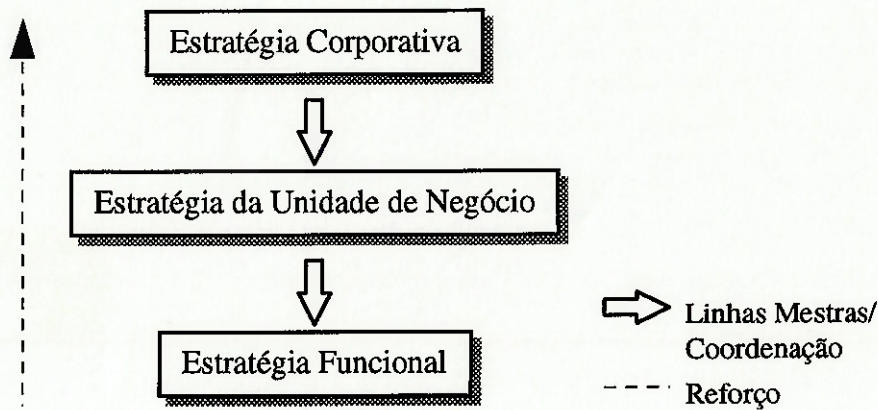 Estratégia Corporativa
Estratégia da Unidade de Negócio
Estratégia Funcional
Linhas Mestras/
Coordenação
Reforço